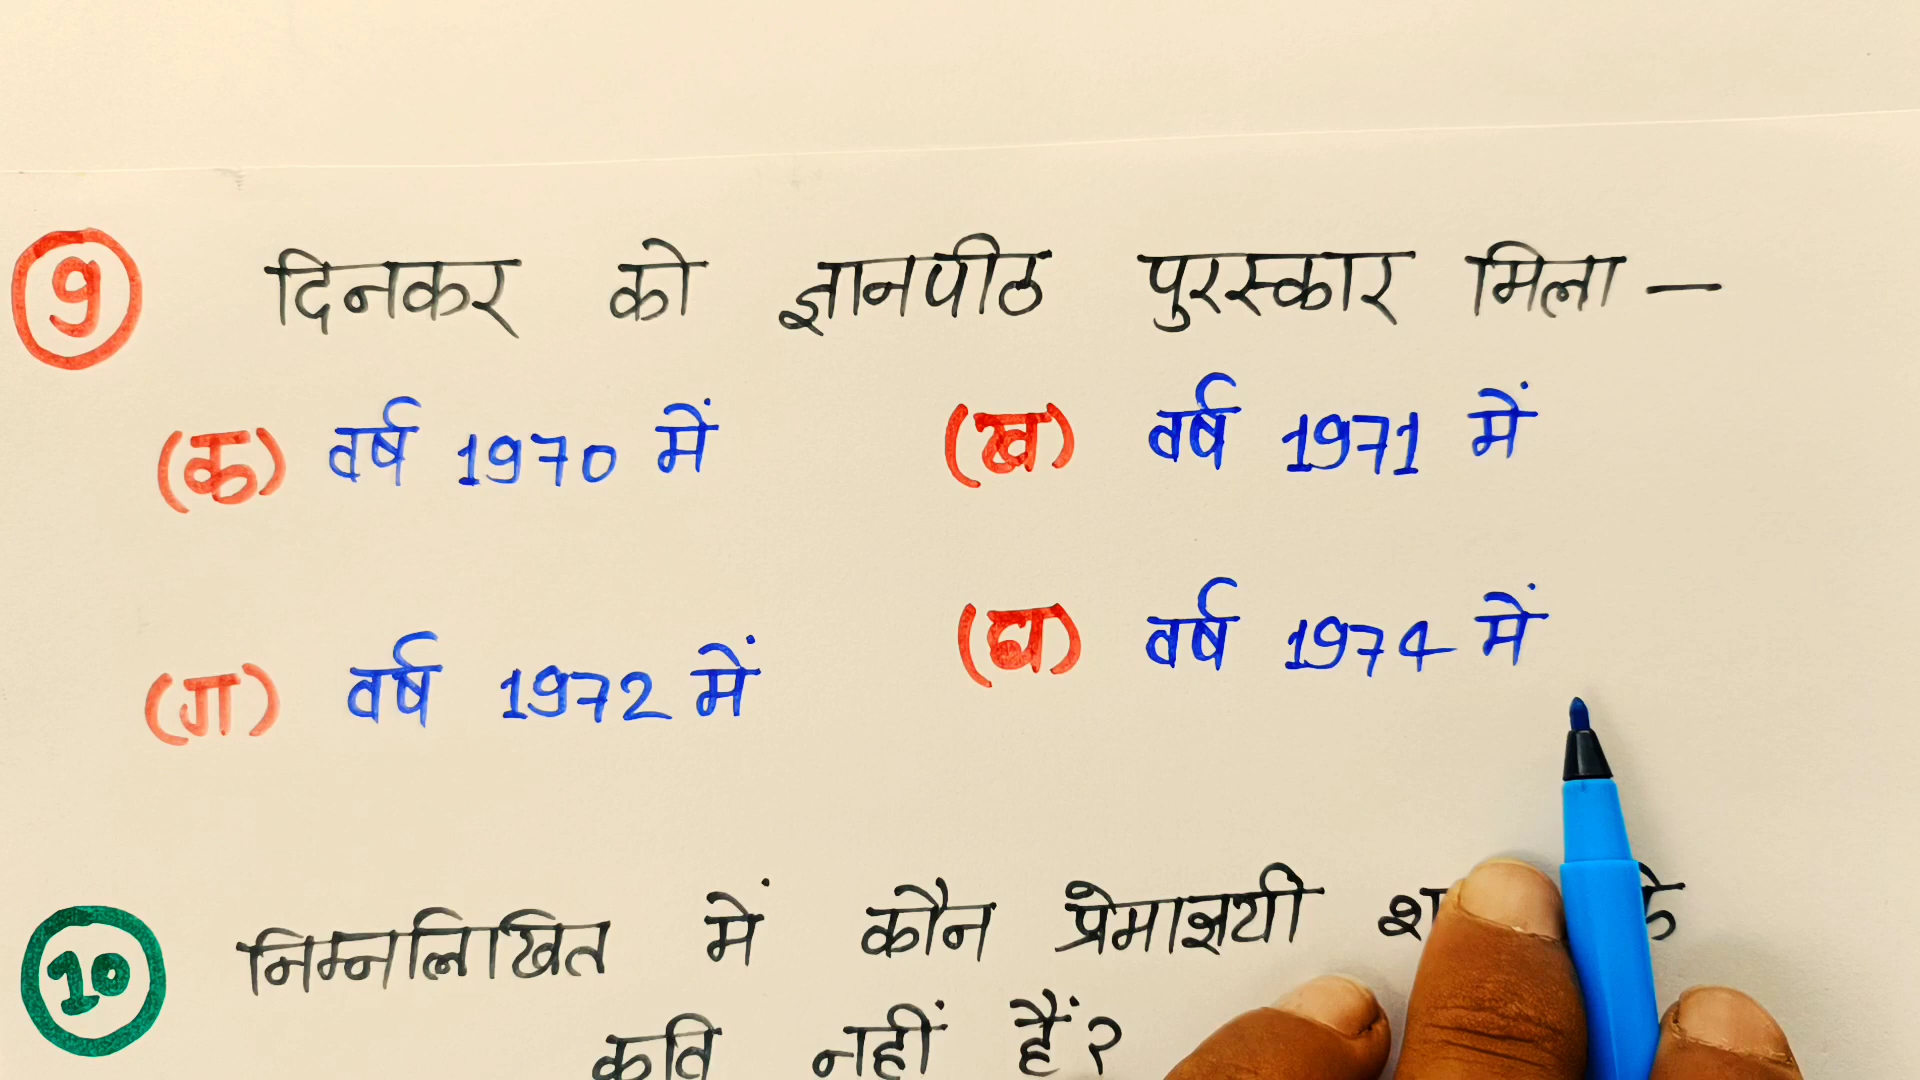 9 दिनकर को ज्ञानपीठ पुरस्कार मिला —
(क) वर्ष 1970 में (ख) वर्ष 1971 में
(ग) वर्ष 1972 में (घ) वर्ष 1974 में
10 निम्नलिखित में कौन प्रेमाश्रयी
कवि नहीं हैं?